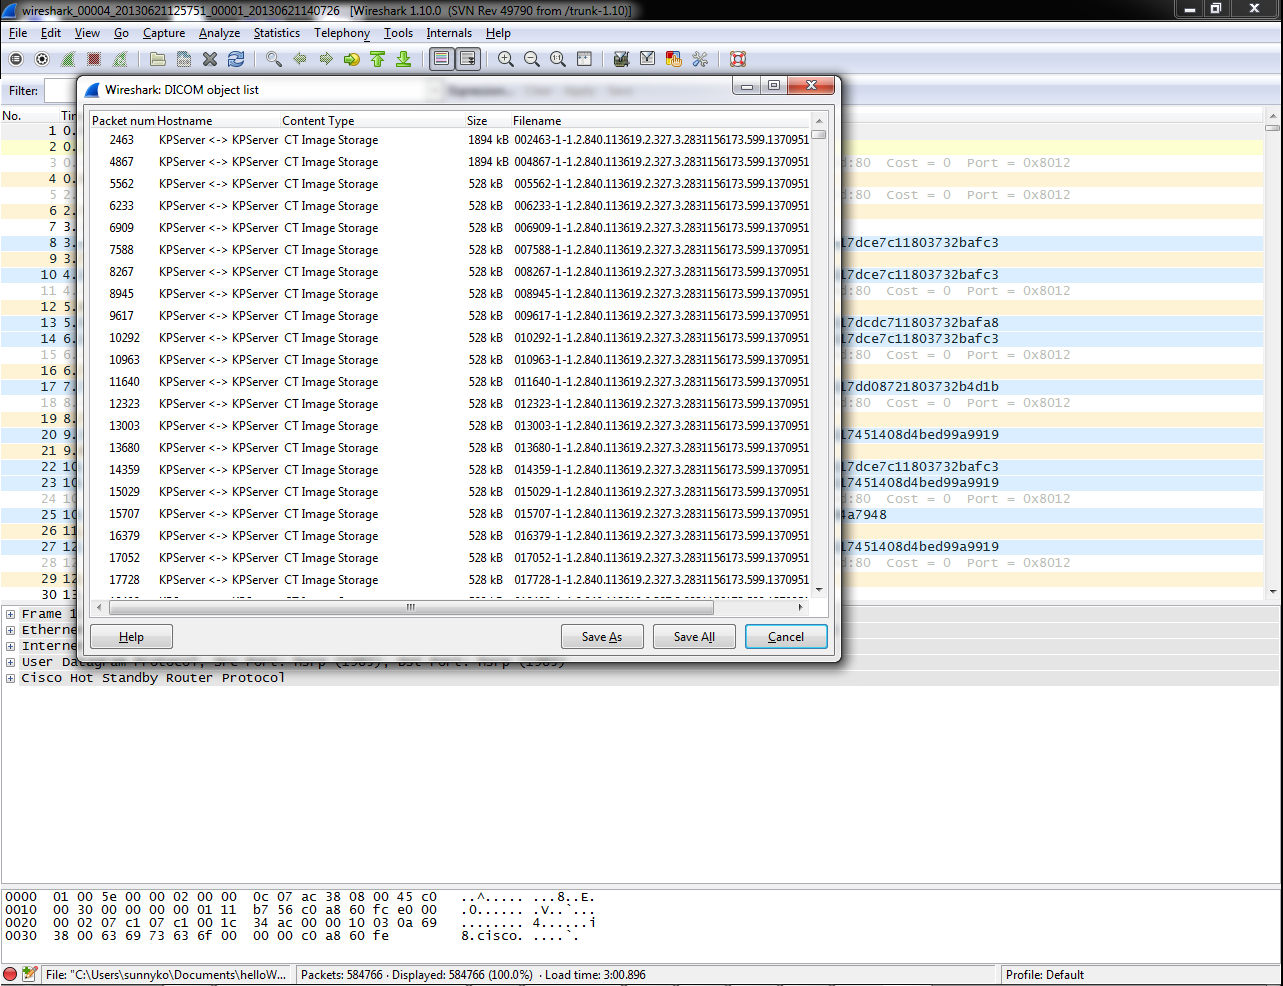 wireshark_00004_20130621125751_00001_20130621140726 [Wireshark 1.10.0 (SVN Rev 49790 from /trunk-1.10)]
File Edit View Go Capture Analyze Statistics Telephony Tools Internals Help
Filter:
Wireshark: DICOM object list
Packet num Hostname Content Type Size Filename
2463 KPServer <-> KPServer CT Image Storage 1894 kB 002463-1-1.2.840.113619.2.327.3.2831156173.599.1370951
4867 KPServer <-> KPServer CT Image Storage 1894 kB 004867-1-1.2.840.113619.2.327.3.2831156173.599.1370951
5562 KPServer <-> KPServer CT Image Storage 528 kB 005562-1-1.2.840.113619.2.327.3.2831156173.599.1370951
6233 KPServer <-> KPServer CT Image Storage 528 kB 006233-1-1.2.840.113619.2.327.3.2831156173.599.1370951
6909 KPServer <-> KPServer CT Image Storage 528 kB 006909-1-1.2.840.113619.2.327.3.2831156173.599.1370951
7588 KPServer <-> KPServer CT Image Storage 528 kB 007588-1-1.2.840.113619.2.327.3.2831156173.599.1370951
8267 KPServer <-> KPServer CT Image Storage 528 kB 008267-1-1.2.840.113619.2.327.3.2831156173.599.1370951
8945 KPServer <-> KPServer CT Image Storage 528 kB 008945-1-1.2.840.113619.2.327.3.2831156173.599.1370951
9617 KPServer <-> KPServer CT Image Storage 528 kB 009617-1-1.2.840.113619.2.327.3.2831156173.599.1370951
10292 KPServer <-> KPServer CT Image Storage 528 kB 010292-1-1.2.840.113619.2.327.3.2831156173.599.1370951
10963 KPServer <-> KPServer CT Image Storage 528 kB 010963-1-1.2.840.113619.2.327.3.2831156173.599.1370951
11640 KPServer <-> KPServer CT Image Storage 528 kB 011640-1-1.2.840.113619.2.327.3.2831156173.599.1370951
12323 KPServer <-> KPServer CT Image Storage 528 kB 012323-1-1.2.840.113619.2.327.3.2831156173.599.1370951
13003 KPServer <-> KPServer CT Image Storage 528 kB 013003-1-1.2.840.113619.2.327.3.2831156173.599.1370951
13680 KPServer <-> KPServer CT Image Storage 528 kB 013680-1-1.2.840.113619.2.327.3.2831156173.599.1370951
14359 KPServer <-> KPServer CT Image Storage 528 kB 014359-1-1.2.840.113619.2.327.3.2831156173.599.1370951
15029 KPServer <-> KPServer CT Image Storage 528 kB 015029-1-1.2.840.113619.2.327.3.2831156173.599.1370951
15707 KPServer <-> KPServer CT Image Storage 528 kB 015707-1-1.2.840.113619.2.327.3.2831156173.599.1370951
16379 KPServer <-> KPServer CT Image Storage 528 kB 016379-1-1.2.840.113619.2.327.3.2831156173.599.1370951
17052 KPServer <-> KPServer CT Image Storage 528 kB 017052-1-1.2.840.113619.2.327.3.2831156173.599.1370951
17728 KPServer <-> KPServer CT Image Storage 528 kB 017728-1-1.2.840.113619.2.327.3.2831156173.599.1370951
Help Save As Save All Cancel
No. Tim
1 0.
2 0.
3 0. d:80 Cost = 0 Port = 0x8012
4 0.
5 2. d:80 Cost = 0 Port = 0x8012
6 2.
7 3.
8 3. 17dce7c11803732bafc3
9 3.
10 4. 17dce7c11803732bafc3
11 4. d:80 Cost = 0 Port = 0x8012
12 5.
13 5. 17dcdc711803732bafa8
14 6. 17dce7c11803732bafc3
15 6. d:80 Cost = 0 Port = 0x8012
16 6.
17 7. 17dd08721803732b4d1b
18 8. d:80 Cost = 0 Port = 0x8012
19 8.
20 9. 17451408d4bed99a9919
21 9.
22 10 17dce7c11803732bafc3
23 10 17451408d4bed99a9919
24 10 d:80 Cost = 0 Port = 0x8012
25 10 4a7948
26 11
27 12 17451408d4bed99a9919
28 12 d:80 Cost = 0 Port = 0x8012
29 12
30 13
Frame 1
Etherne
Interne
User Datagram Protocol, Src Port: hsrp (1985), Dst Port: hsrp (1985)
Cisco Hot Standby Router Protocol
0000 01 00 5e 00 00 02 00 00 0c 07 ac 38 08 00 45 c0 ..^..... ...8..E.
0010 00 30 00 00 00 00 01 11 b7 56 c0 a8 60 fc e0 00 .0...... .V..`...
0020 00 02 07 c1 07 c1 00 1c 34 ac 00 00 10 03 0a 69 ........ 4......i
0030 38 00 63 69 73 63 6f 00 00 00 c0 a8 60 fe 8.cisco. ....`.
File: "C:\Users\sunnyko\Documents\helloW... Packets: 584766 · Displayed: 584766 (100.0%) · Load time: 3:00.896 Profile: Default